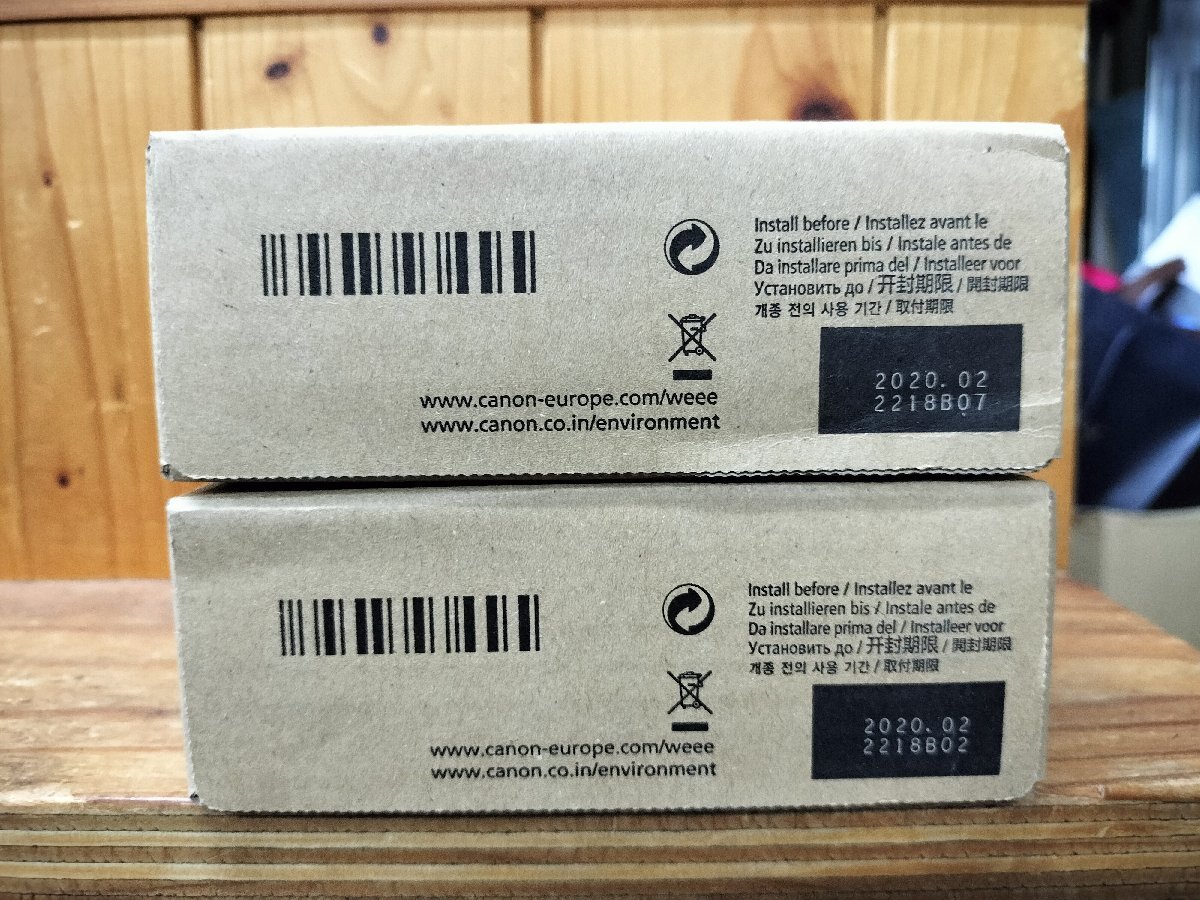 Install before / Installez avant le
Zu installieren bis / Instale antes de
Da installare prima del / Installeer voor
Установить до / 开封期限 / 開封期限
개종 전의 사용 기간 / 取付期限
2020.02
2218B07
www.canon-europe.com/weee
www.canon.co.in/environment
Install before / Installez avant le
Zu installieren bis / Instale antes de
Da installare prima del / Installeer voor
Установить до / 开封期限 / 開封期限
개종 전의 사용 기간 / 取付期限
2020.02
2218B02
www.canon-europe.com/weee
www.canon.co.in/environment